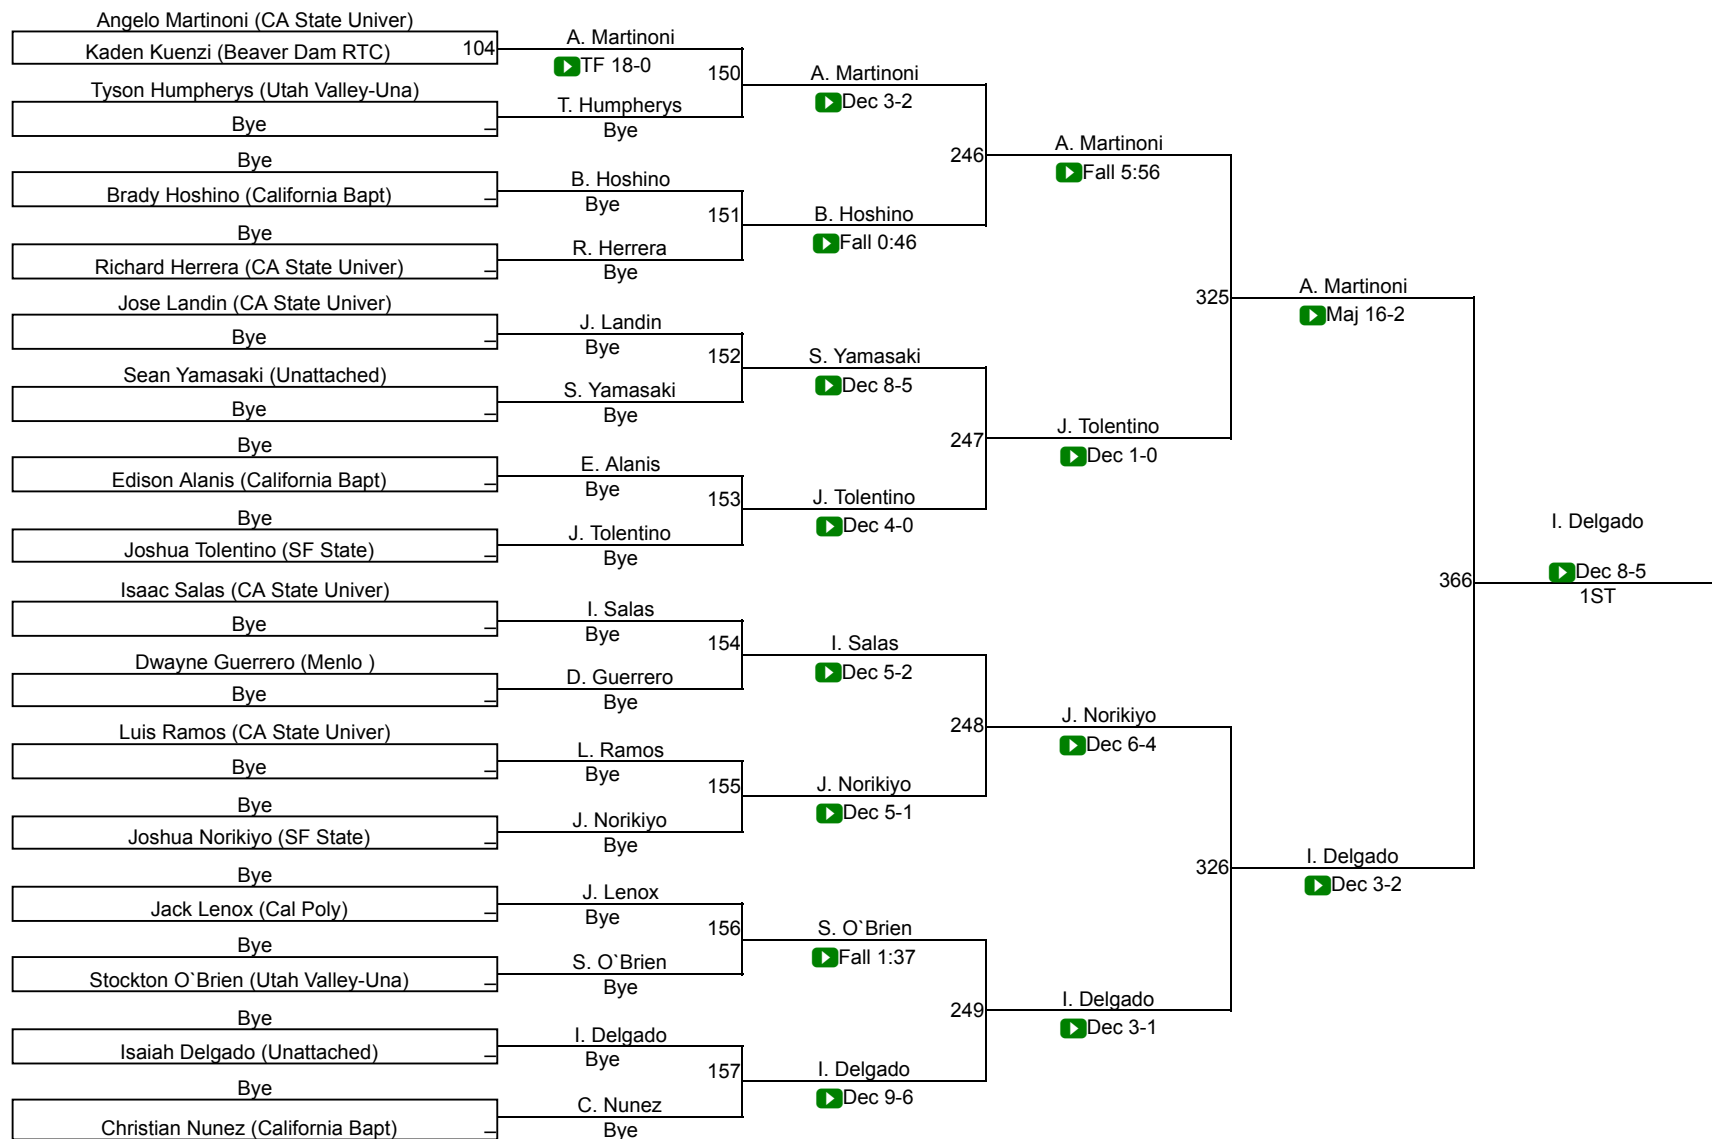 Angelo Martinoni (CA State Univer)
Kaden Kuenzi (Beaver Dam RTC) 104
Tyson Humpherys (Utah Valley-Una)
Bye
Bye
Brady Hoshino (California Bapt)
Bye
Richard Herrera (CA State Univer)
Jose Landin (CA State Univer)
Bye
Sean Yamasaki (Unattached)
Bye
Bye
Edison Alanis (California Bapt)
Bye
Joshua Tolentino (SF State)
Isaac Salas (CA State Univer)
Bye
Dwayne Guerrero (Menlo )
Bye
Luis Ramos (CA State Univer)
Bye
Bye
Joshua Norikiyo (SF State)
Bye
Jack Lenox (Cal Poly)
Bye
Stockton O`Brien (Utah Valley-Una)
Bye
Isaiah Delgado (Unattached)
Bye
Christian Nunez (California Bapt)
A. Martinoni
TF 18-0
150
T. Humpherys
Bye
B. Hoshino
Bye
151
R. Herrera
Bye
J. Landin
Bye
152
S. Yamasaki
Bye
E. Alanis
Bye
153
J. Tolentino
Bye
I. Salas
Bye
154
D. Guerrero
Bye
L. Ramos
Bye
155
J. Norikiyo
Bye
J. Lenox
Bye
156
S. O`Brien
Bye
I. Delgado
Bye
157
C. Nunez
Bye
A. Martinoni
Dec 3-2
246
B. Hoshino
Fall 0:46
S. Yamasaki
Dec 8-5
247
J. Tolentino
Dec 4-0
I. Salas
Dec 5-2
248
J. Norikiyo
Dec 5-1
S. O`Brien
Fall 1:37
249
I. Delgado
Dec 9-6
A. Martinoni
Fall 5:56
325
J. Tolentino
Dec 1-0
J. Norikiyo
Dec 6-4
326
I. Delgado
Dec 3-1
A. Martinoni
Maj 16-2
366
I. Delgado
Dec 3-2
I. Delgado
Dec 8-5
1ST